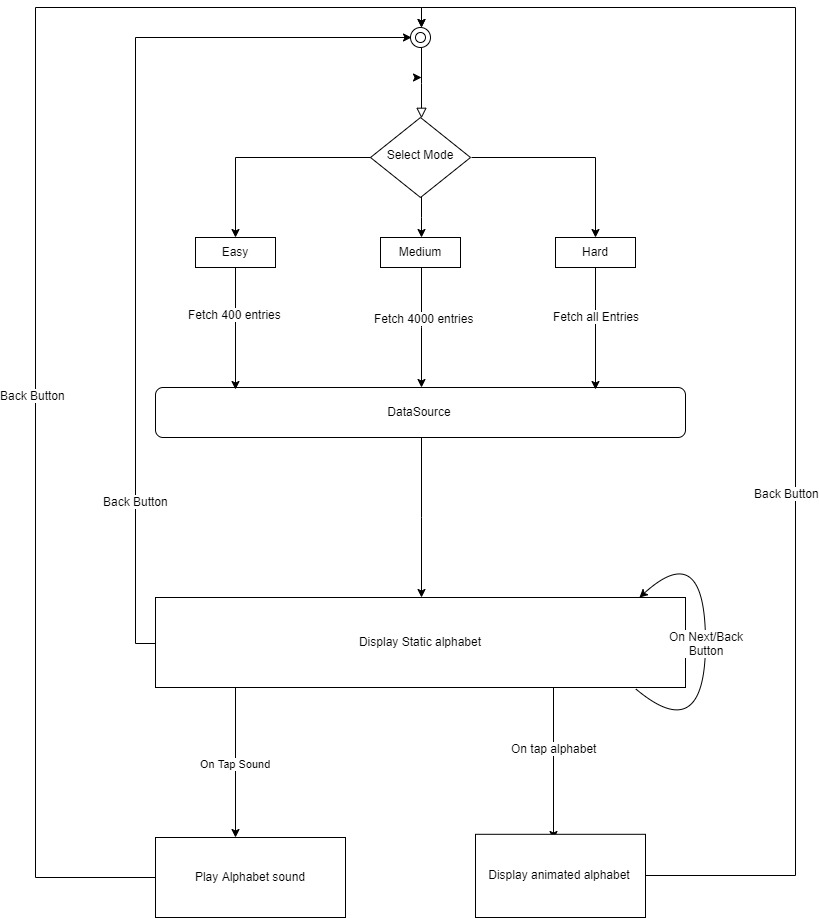 Select Mode
Easy
Medium
Hard
Fetch 400 entries
Fetch 4000 entries
Fetch all Entries
Back Button
DataSource
Back Button
Back Button
Display Static alphabet
On Next/Back
Button
On Tap Sound
On tap alphabet
Play Alphabet sound
Display animated alphabet